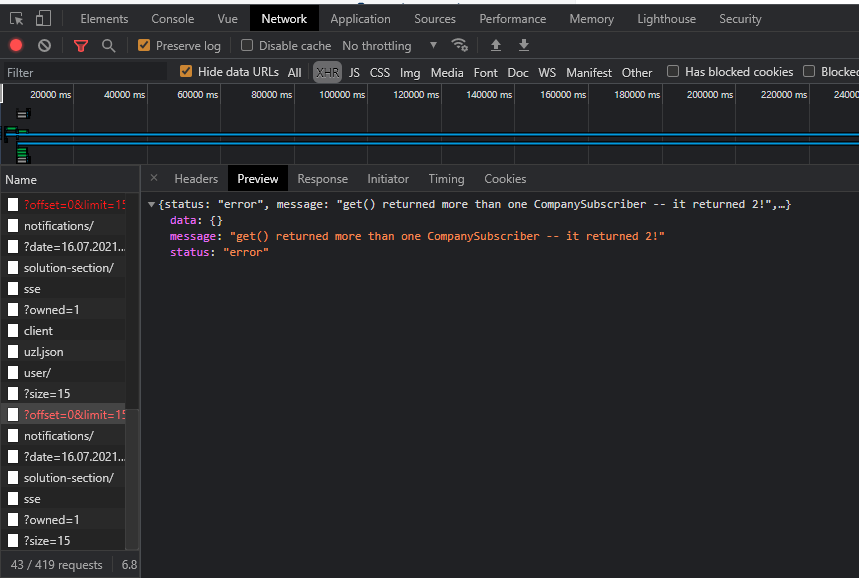 Elements Console Vue Network Application Sources Performance Memory Lighthouse Security
Preserve log Disable cache No throttling
Filter Hide data URLs All XHR JS CSS Img Media Font Doc WS Manifest Other Has blocked cookies Blocked
20000 ms 40000 ms 60000 ms 80000 ms 100000 ms 120000 ms 140000 ms 160000 ms 180000 ms 200000 ms 220000 ms 24000
Name × Headers Preview Response Initiator Timing Cookies
?offset=0&limit=15
notifications/
?date=16.07.2021...
solution-section/
sse
?owned=1
client
uzl.json
user/
?size=15
?offset=0&limit=15
notifications/
?date=16.07.2021...
solution-section/
sse
?owned=1
?size=15
43 / 419 requests 6.8
{status: "error", message: "get() returned more than one CompanySubscriber -- it returned 2!",…}
data: {}
message: "get() returned more than one CompanySubscriber -- it returned 2!"
status: "error"